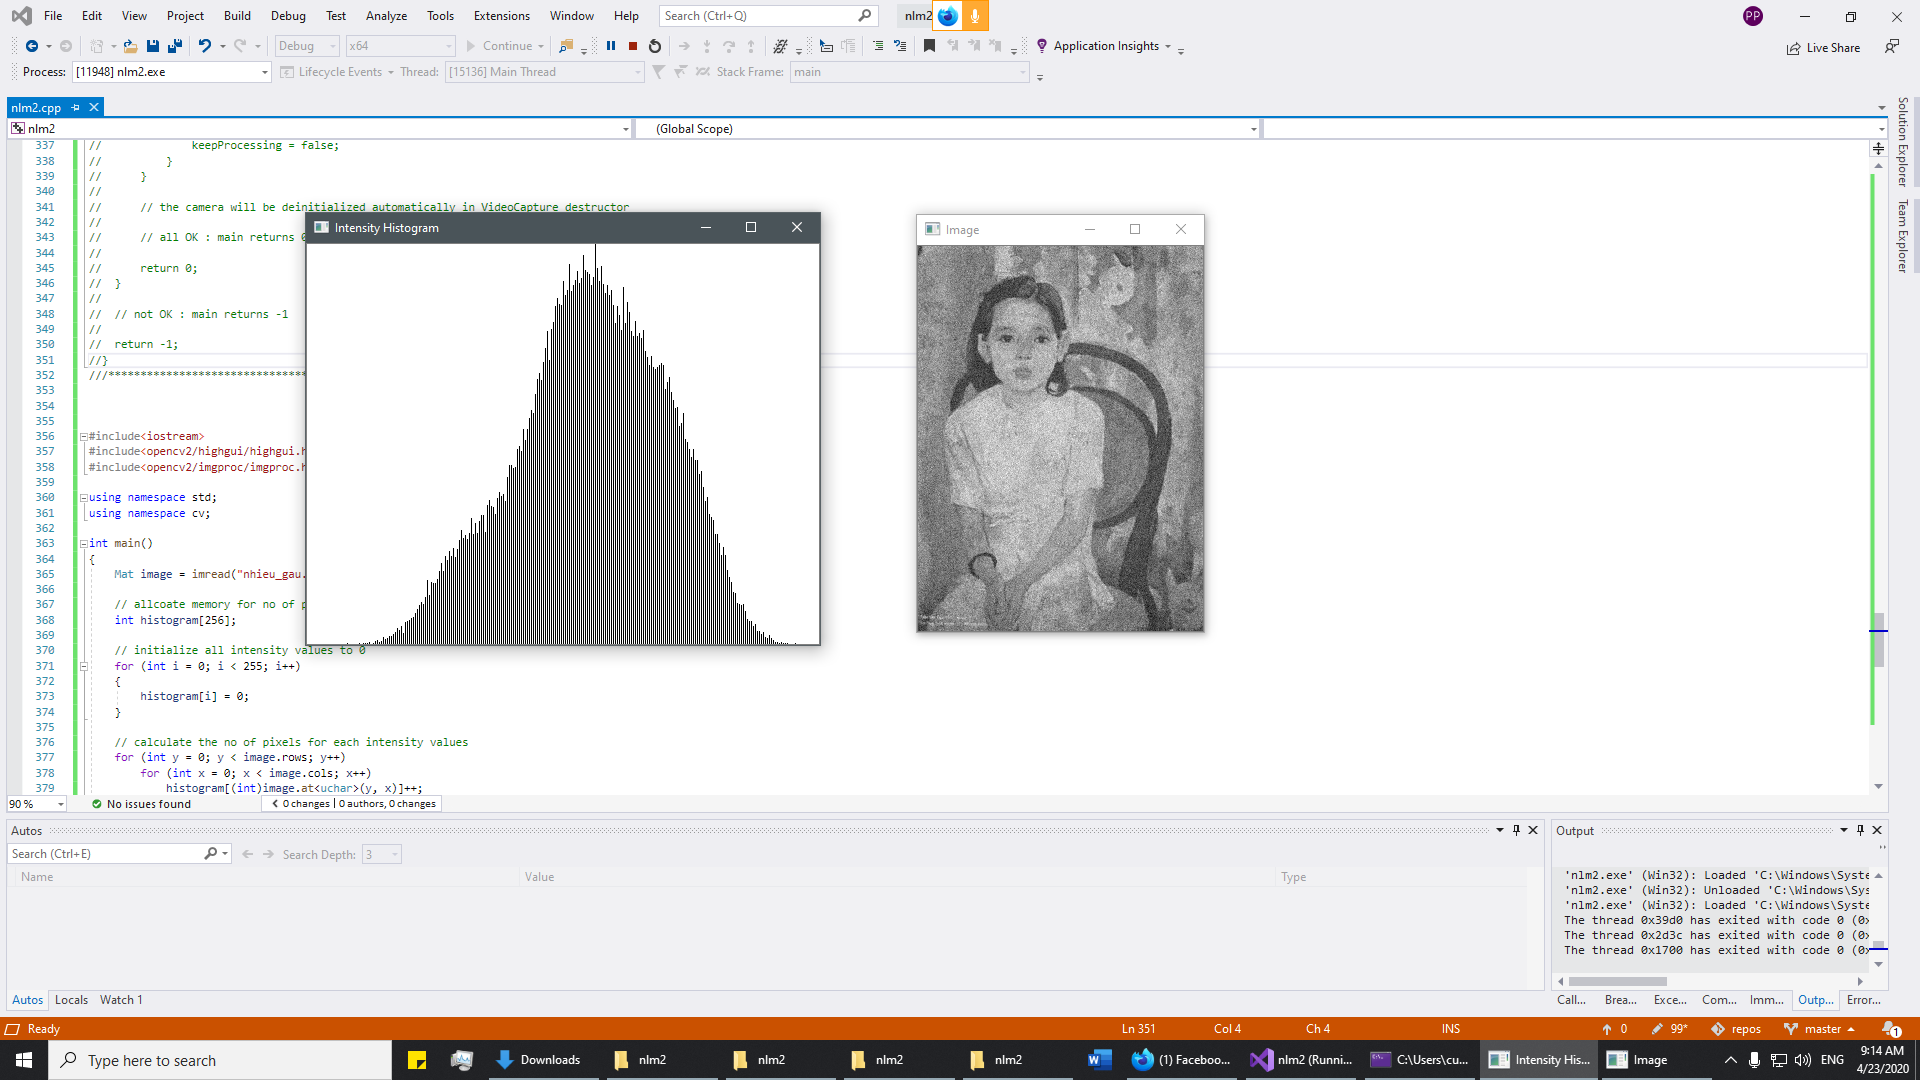 File Edit View Project Build Debug Test Analyze Tools Extensions Window Help Search (Ctrl+Q) nlm2 PP
Debug x64 Continue Application Insights Live Share
Process: [11948] nlm2.exe Lifecycle Events Thread: [15136] Main Thread Stack Frame: main
nlm2.cpp
nlm2 (Global Scope)
Solution Explorer
Team Explorer
337 // keepProcessing = false;
338 // }
339 // }
340 //
341 // // the camera will be deinitialized automatically in VideoCapture destructor
342 //
343 // // all OK : main returns 0
344 //
345 // return 0;
346 // }
347 //
348 // // not OK : main returns -1
349 //
350 // return -1;
351 //}
352 ///******************************
353
354
355
356 #include<iostream>
357 #include<opencv2/highgui/highgui.h
358 #include<opencv2/imgproc/imgproc.h
359
360 using namespace std;
361 using namespace cv;
362
363 int main()
364 {
365 Mat image = imread("nhieu_gau.
366
367 // allcoate memory for no of p
368 int histogram[256];
369
370 // initialize all intensity values to 0
371 for (int i = 0; i < 255; i++)
372 {
373 histogram[i] = 0;
374 }
375
376 // calculate the no of pixels for each intensity values
377 for (int y = 0; y < image.rows; y++)
378 for (int x = 0; x < image.cols; x++)
379 histogram[(int)image.at<uchar>(y, x)]++;
Intensity Histogram
Image
90 % No issues found 0 changes | 0 authors, 0 changes
Autos
Search (Ctrl+E) Search Depth: 3
Name Value Type
Autos Locals Watch 1
Output
'nlm2.exe' (Win32): Loaded 'C:\Windows\Syste
'nlm2.exe' (Win32): Unloaded 'C:\Windows\Sys
'nlm2.exe' (Win32): Loaded 'C:\Windows\Syste
The thread 0x39d0 has exited with code 0 (0x
The thread 0x2d3c has exited with code 0 (0x
The thread 0x1700 has exited with code 0 (0x
Call... Brea... Exce... Com... Imm... Outp... Error...
Ready Ln 351 Col 4 Ch 4 INS 0 99* repos master 1
Type here to search Downloads nlm2 nlm2 nlm2 nlm2 (1) Faceboo... nlm2 (Runni... C:\Users\cu... Intensity His... Image ENG 9:14 AM
4/23/2020